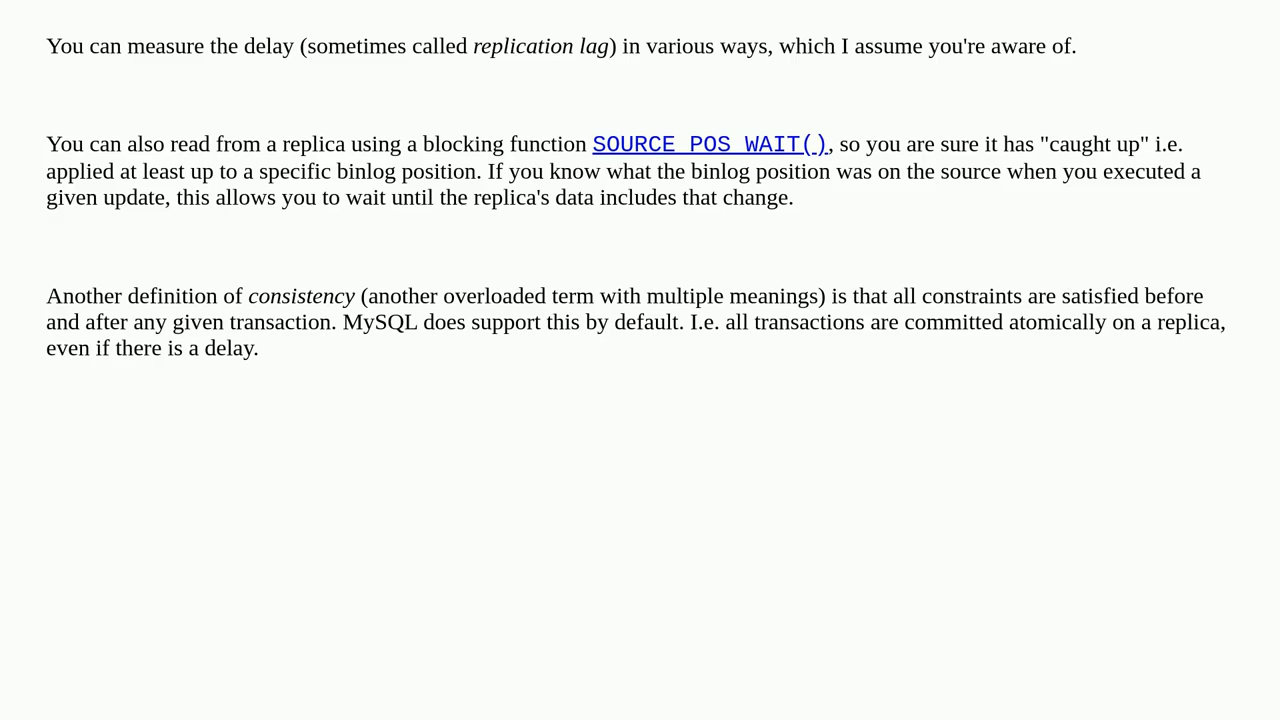 You can measure the delay (sometimes called replication lag) in various ways, which I assume you're aware of.
You can also read from a replica using a blocking function SOURCE_POS_WAIT(), so you are sure it has "caught up" i.e.
applied at least up to a specific binlog position. If you know what the binlog position was on the source when you executed a
given update, this allows you to wait until the replica's data includes that change.
Another definition of consistency (another overloaded term with multiple meanings) is that all constraints are satisfied before
and after any given transaction. MySQL does support this by default. I.e. all transactions are committed atomically on a replica,
even if there is a delay.